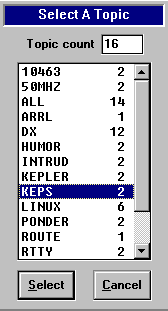 Select A Topic
Topic count 16
10463 2
50MHZ 2
ALL 14
ARRL 1
DX 12
HUMOR 2
INTRUD 2
KEPLER 2
KEPS 2
LINUX 6
PONDER 2
ROUTE 1
RTTY 2
Select Cancel